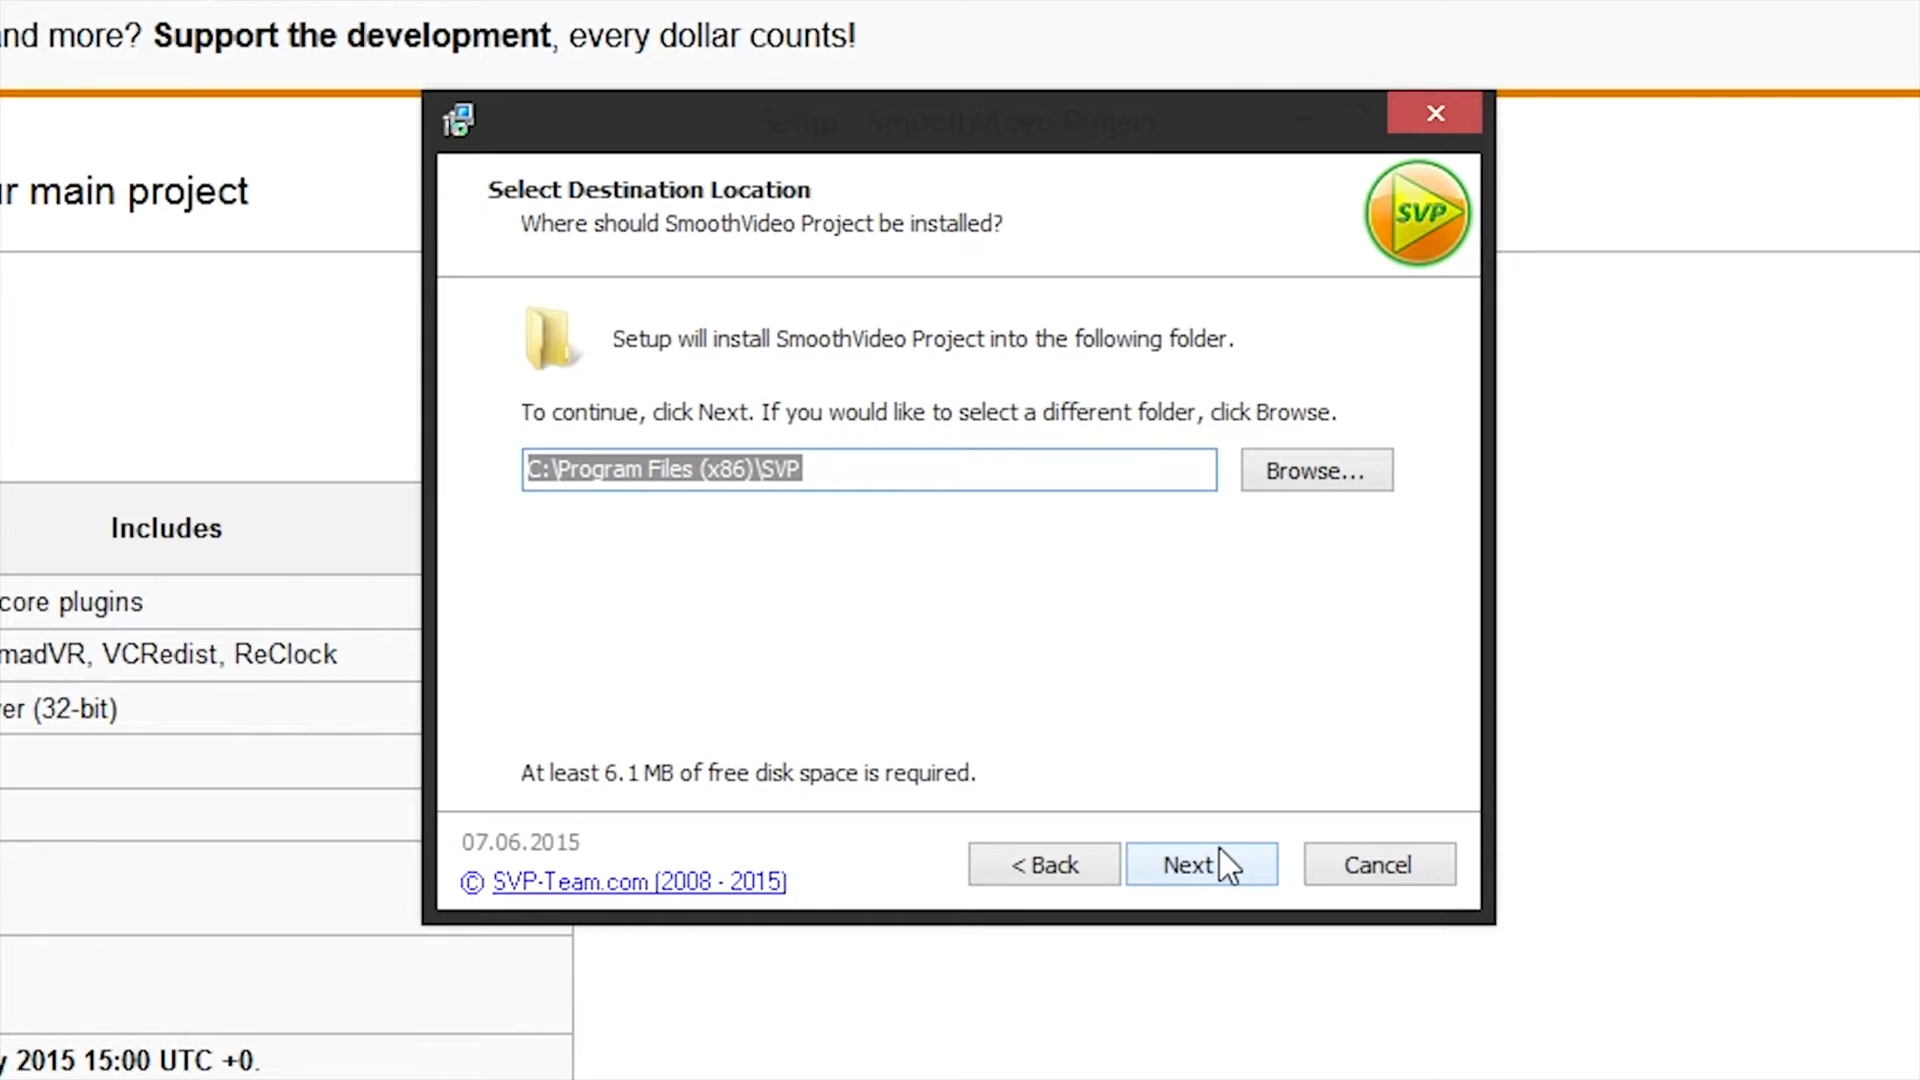 nd more? Support the development, every dollar counts!
Setup - SmoothVideo Project
r main project
SVP
Select Destination Location
Where should SmoothVideo Project be installed?
Setup will install SmoothVideo Project into the following folder.
To continue, click Next. If you would like to select a different folder, click Browse.
C:\Program Files (x86)\SVP
Browse...
Includes
core plugins
madVR, VCRedist, ReClock
er (32-bit)
At least 6.1 MB of free disk space is required.
07.06.2015
© SVP-Team.com (2008 - 2015)
< Back
Next
Cancel
y 2015 15:00 UTC +0.